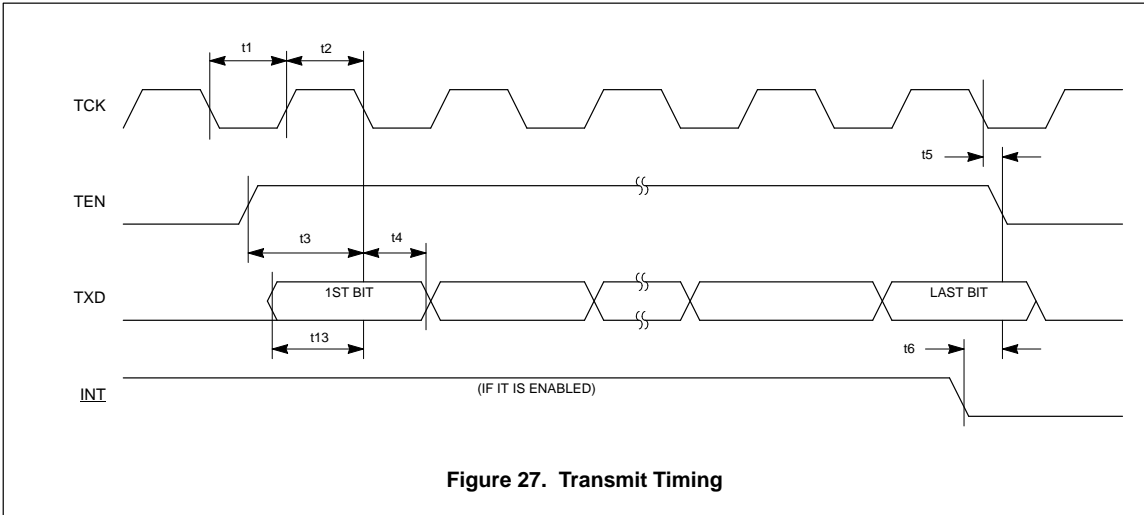 t1
t2
TCK
t5
TEN
t3
t4
TXD
1ST BIT
LAST BIT
t13
t6
INT
(IF IT IS ENABLED)
Figure 27. Transmit Timing